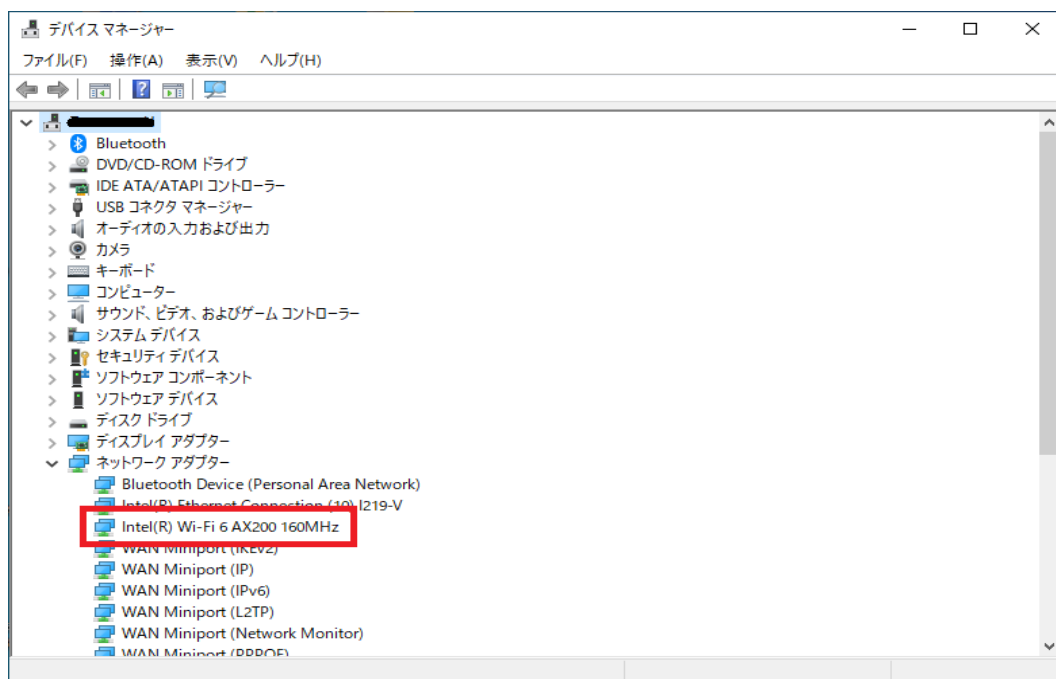 デバイス マネージャー
ファイル(F) 操作(A) 表示(V) ヘルプ(H)
Bluetooth
DVD/CD-ROM ドライブ
IDE ATA/ATAPI コントローラー
USB コネクタ マネージャー
オーディオの入力および出力
カメラ
キーボード
コンピューター
サウンド、ビデオ、およびゲーム コントローラー
システム デバイス
セキュリティ デバイス
ソフトウェア コンポーネント
ソフトウェア デバイス
ディスク ドライブ
ディスプレイ アダプター
ネットワーク アダプター
Bluetooth Device (Personal Area Network)
Intel(R) Ethernet Connection (10) I219-V
Intel(R) Wi-Fi 6 AX200 160MHz
WAN Miniport (IKEv2)
WAN Miniport (IP)
WAN Miniport (IPv6)
WAN Miniport (L2TP)
WAN Miniport (Network Monitor)
WAN Miniport (PPPOE)